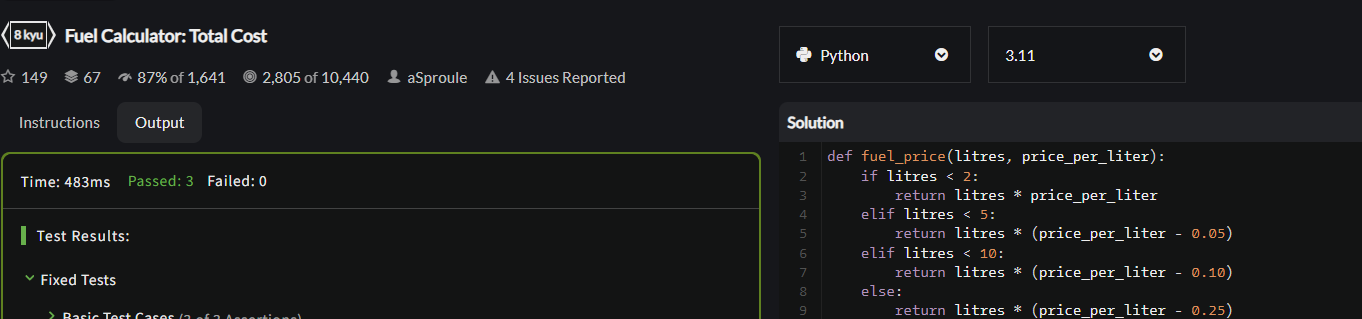 8 kyu Fuel Calculator: Total Cost
149 67 87% of 1,641 2,805 of 10,440 aSproule 4 Issues Reported
Python 3.11
Instructions Output
Time: 483ms Passed: 3 Failed: 0
Test Results:
Fixed Tests
Basic Test Cases (3 of 3 Assertions)
Solution
1 def fuel_price(litres, price_per_liter):
2 if litres < 2:
3 return litres * price_per_liter
4 elif litres < 5:
5 return litres * (price_per_liter - 0.05)
6 elif litres < 10:
7 return litres * (price_per_liter - 0.10)
8 else:
9 return litres * (price_per_liter - 0.25)